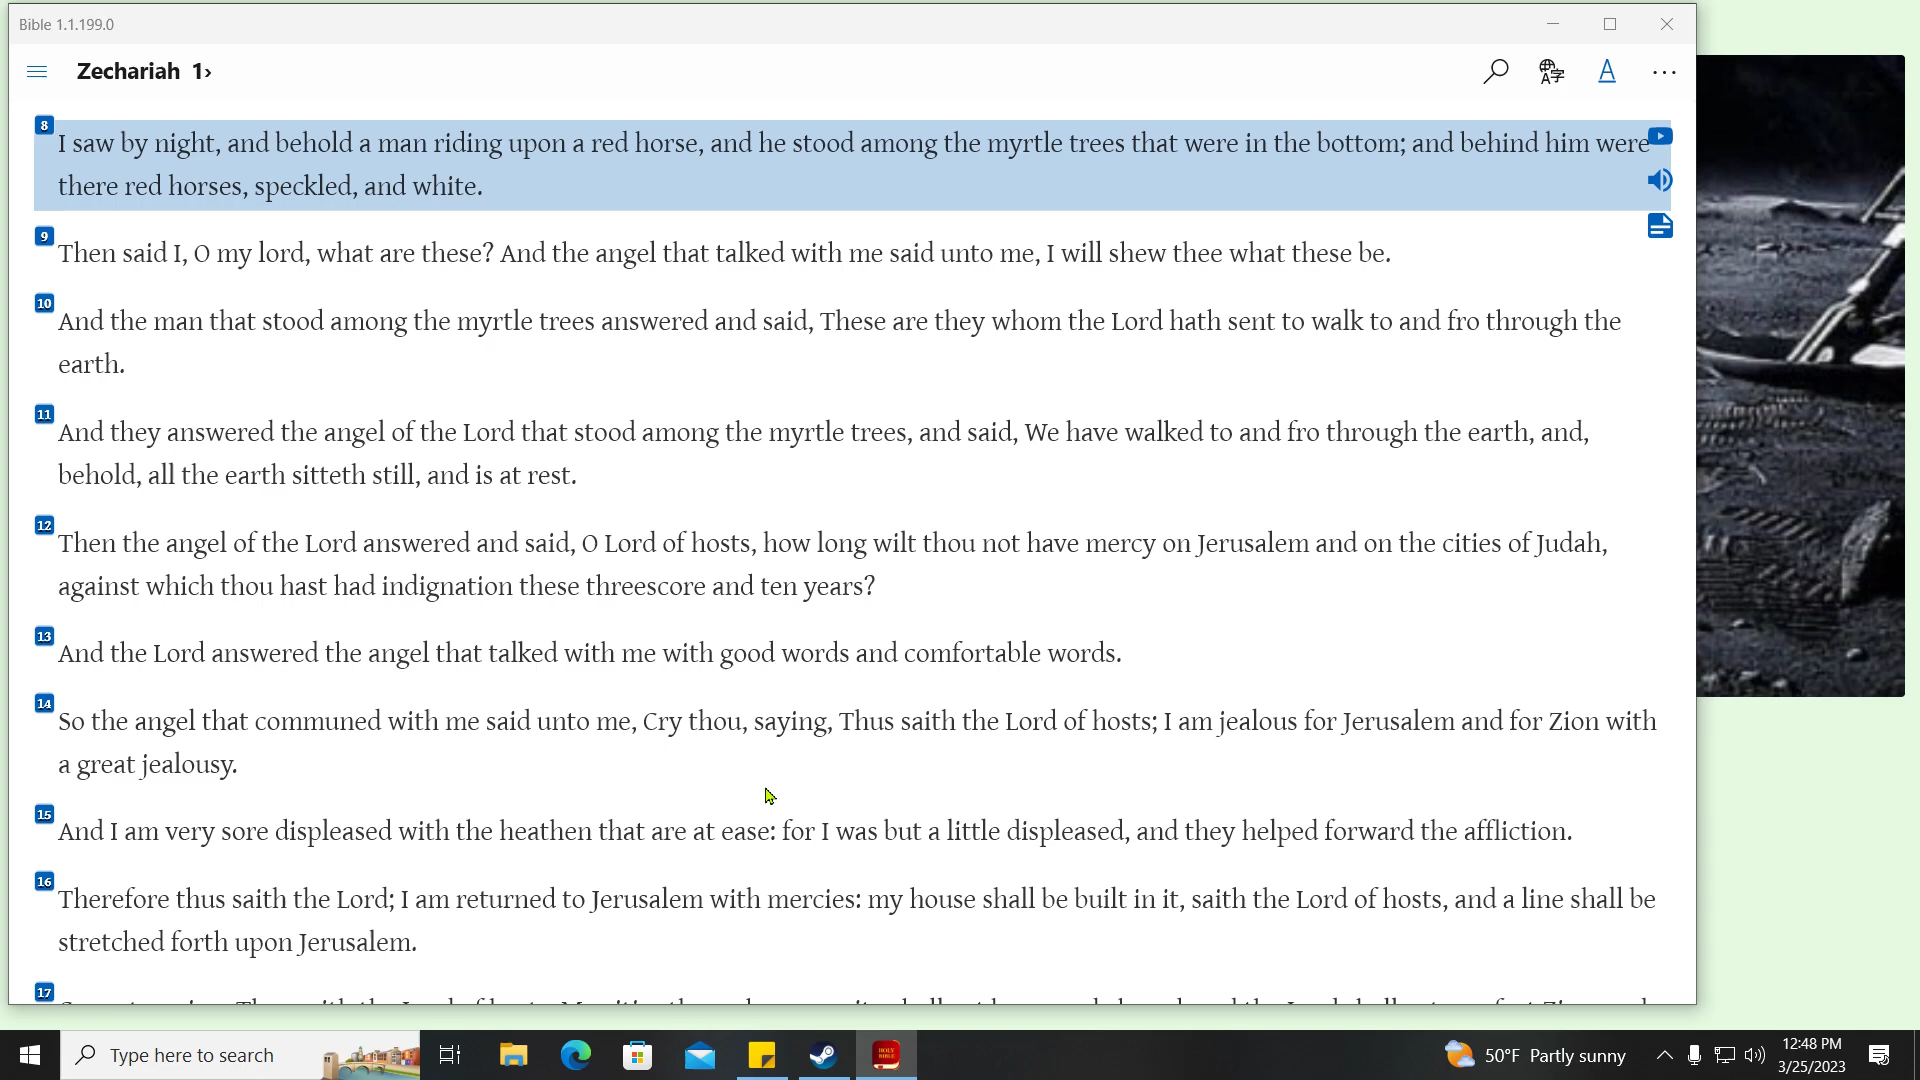 Bible 1.1.199.0
Zechariah 1›
8
I saw by night, and behold a man riding upon a red horse, and he stood among the myrtle trees that were in the bottom; and behind him were
there red horses, speckled, and white.
9
Then said I, O my lord, what are these? And the angel that talked with me said unto me, I will shew thee what these be.
10
And the man that stood among the myrtle trees answered and said, These are they whom the Lord hath sent to walk to and fro through the
earth.
11
And they answered the angel of the Lord that stood among the myrtle trees, and said, We have walked to and fro through the earth, and,
behold, all the earth sitteth still, and is at rest.
12
Then the angel of the Lord answered and said, O Lord of hosts, how long wilt thou not have mercy on Jerusalem and on the cities of Judah,
against which thou hast had indignation these threescore and ten years?
13
And the Lord answered the angel that talked with me with good words and comfortable words.
14
So the angel that communed with me said unto me, Cry thou, saying, Thus saith the Lord of hosts; I am jealous for Jerusalem and for Zion with
a great jealousy.
15
And I am very sore displeased with the heathen that are at ease: for I was but a little displeased, and they helped forward the affliction.
16
Therefore thus saith the Lord; I am returned to Jerusalem with mercies: my house shall be built in it, saith the Lord of hosts, and a line shall be
stretched forth upon Jerusalem.
17
Type here to search
HOLY BIBLE
50°F Partly sunny
12:48 PM
3/25/2023